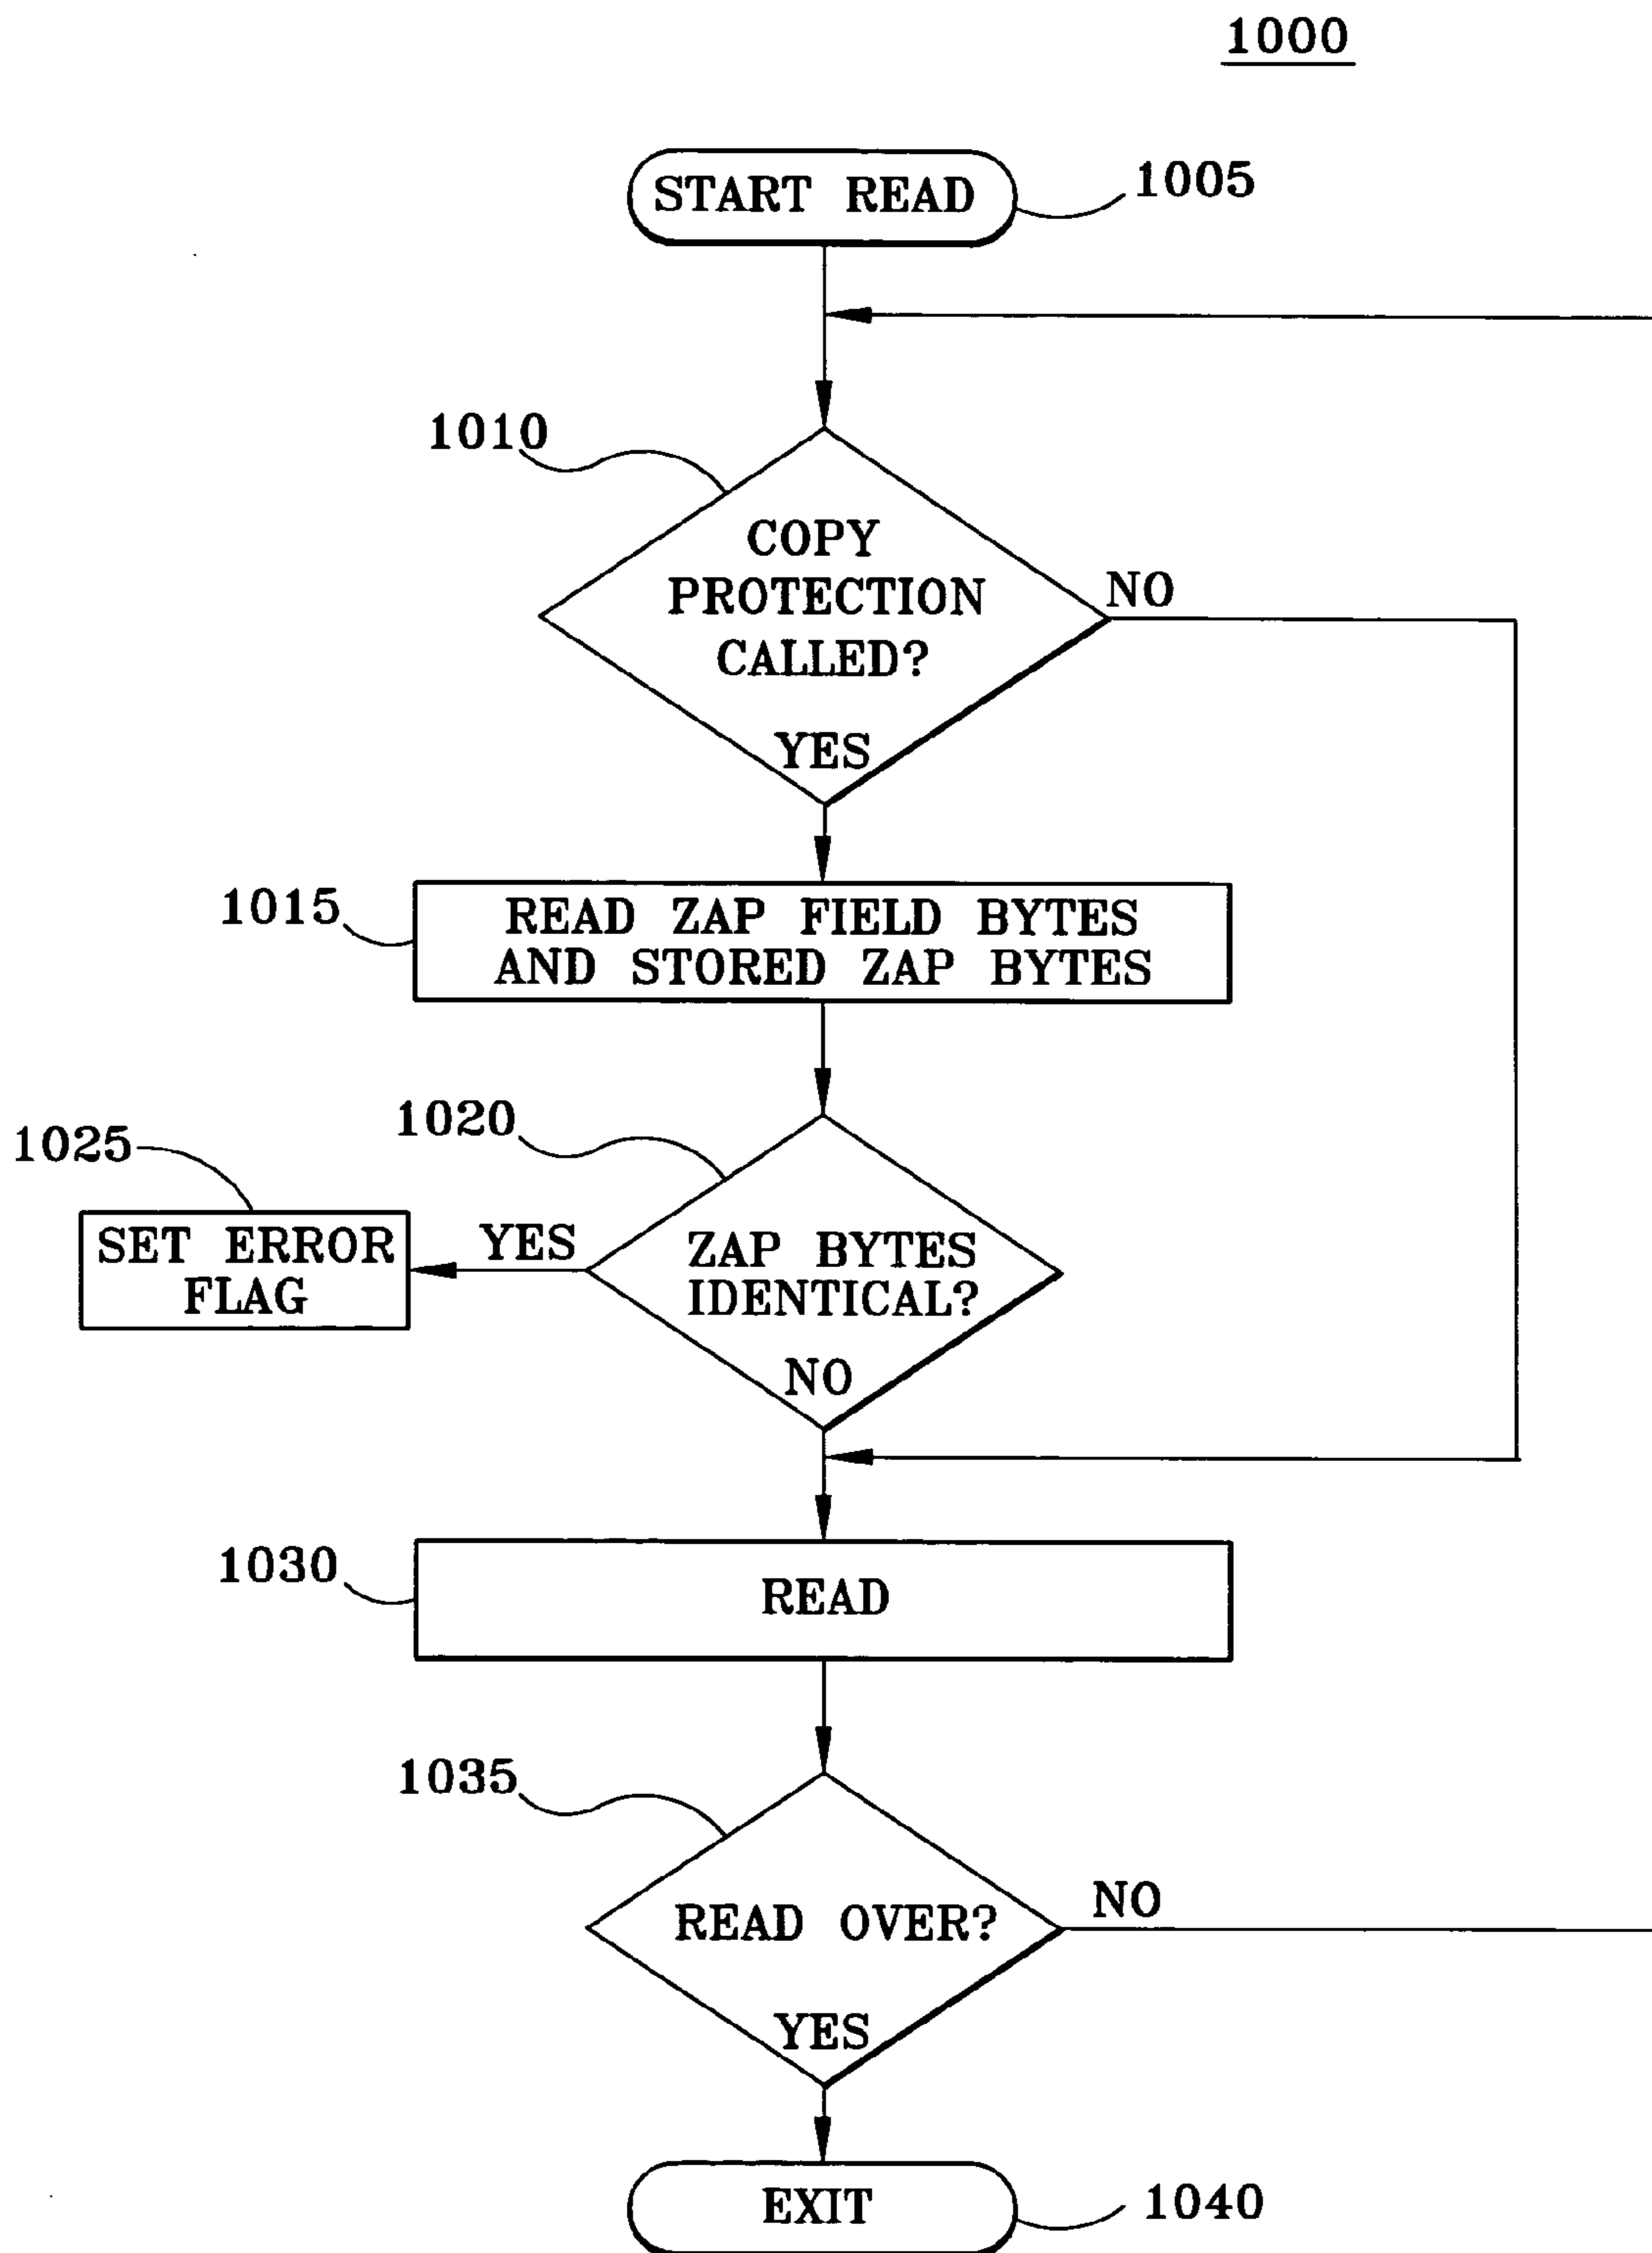 1000
START READ
1005
1010
COPY
PROTECTION
CALLED?
NO
YES
1015
READ ZAP FIELD BYTES
AND STORED ZAP BYTES
1020
1025
SET ERROR
FLAG
YES
ZAP BYTES
IDENTICAL?
NO
1030
READ
1035
READ OVER?
NO
YES
EXIT
1040